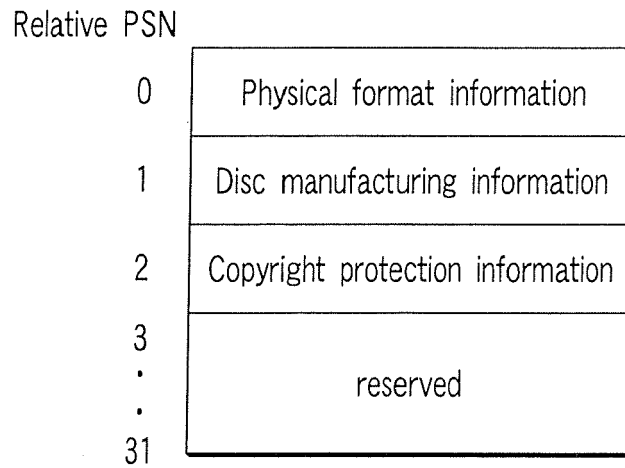 Relative PSN
0 Physical format information
1 Disc manufacturing information
2 Copyright protection information
3
.
.
31
reserved